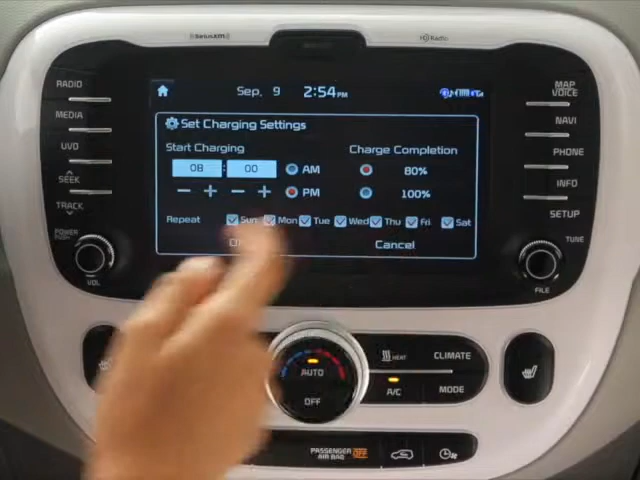 SiriusXM
HD Radio
RADIO
MEDIA
UVO
SEEK
TRACK
POWER
PUSH
VOL
MAP
VOICE
NAVI
PHONE
INFO
SETUP
TUNE
FILE
Sep. 9 2:54PM
Set Charging Settings
Start Charging
08 : 00 AM
- + - + PM
Charge Completion
80%
100%
Repeat Sun Mon Tue Wed Thu Fri Sat
Cancel
AUTO
OFF
HEAT
CLIMATE
A/C
MODE
PASSENGER
AIR BAG OFF